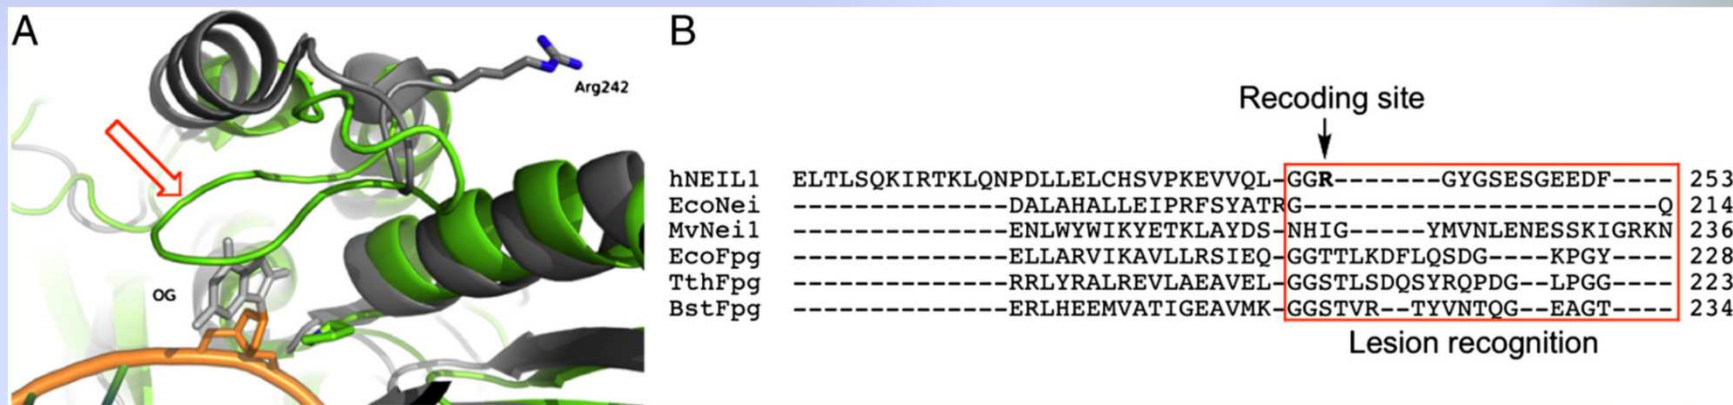 A
Arg242
OG
B
Recoding site
hNEIL1 ELTLSQKIRTKLQNPDLLELCHSVPKEVVQL-GGR-------GYGSESGEEDF---- 253
EcoNei --------------DALAHALLEIPRFSYATRG-----------------------Q 214
MvNei1 --------------ENLWYWIKYETKLAYDS-NHIG-----YMVNLENESSKIGRKN 236
EcoFpg --------------ELLARVIKAVLLRSIEQ-GGTTLKDFLQSDG----KPGY---- 228
TthFpg --------------RRLYRALREVLAEAVEL-GGSTLSDQSYRQPDG--LPGG---- 223
BstFpg --------------ERLHEEMVATIGEAVMK-GGSTVR--TYVNTQG--EAGT---- 234
Lesion recognition